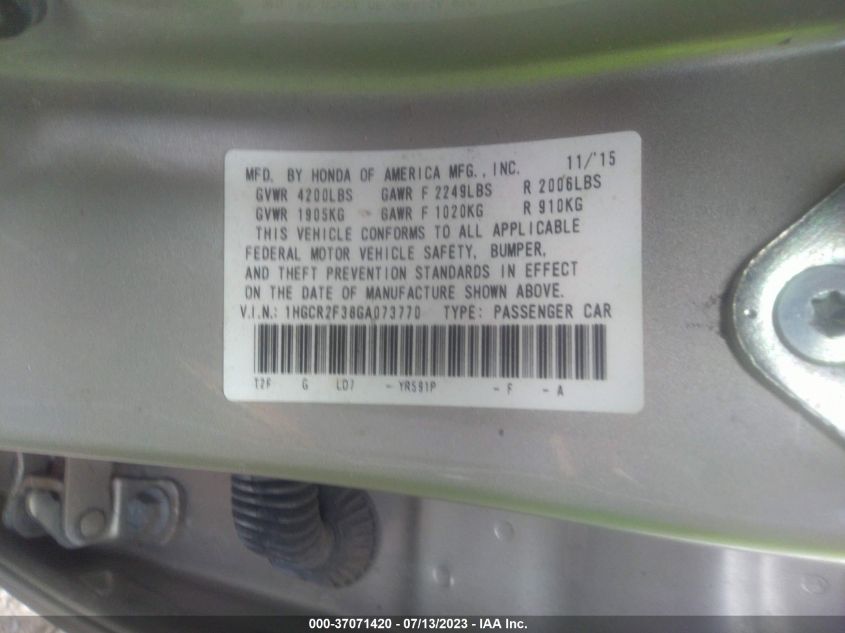 MFD. BY HONDA OF AMERICA MFG., INC. 11/'15
GVWR 4200LBS GAWR F 2249LBS R 2006LBS
GVWR 1905KG GAWR F 1020KG R 910KG
THIS VEHICLE CONFORMS TO ALL APPLICABLE
FEDERAL MOTOR VEHICLE SAFETY, BUMPER,
AND THEFT PREVENTION STANDARDS IN EFFECT
ON THE DATE OF MANUFACTURE SHOWN ABOVE.
V.I.N.: 1HGCR2F38GA073770 TYPE: PASSENGER CAR
T2F G LD7 - YR591P - F - A
000-37071420 - 07/13/2023 - IAA Inc.